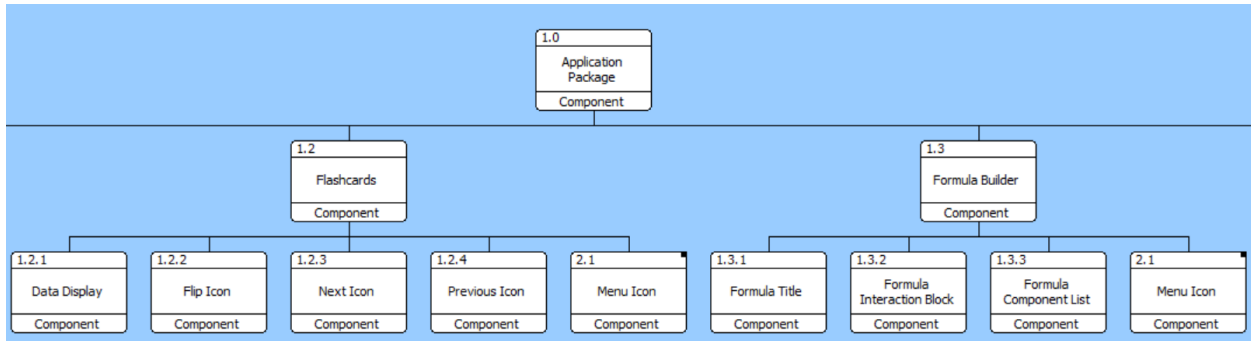 1.0
Application
Package
Component
1.2
Flashcards
Component
1.3
Formula Builder
Component
1.2.1
Data Display
Component
1.2.2
Flip Icon
Component
1.2.3
Next Icon
Component
1.2.4
Previous Icon
Component
2.1
Menu Icon
Component
1.3.1
Formula Title
Component
1.3.2
Formula
Interaction Block
Component
1.3.3
Formula
Component List
Component
2.1
Menu Icon
Component